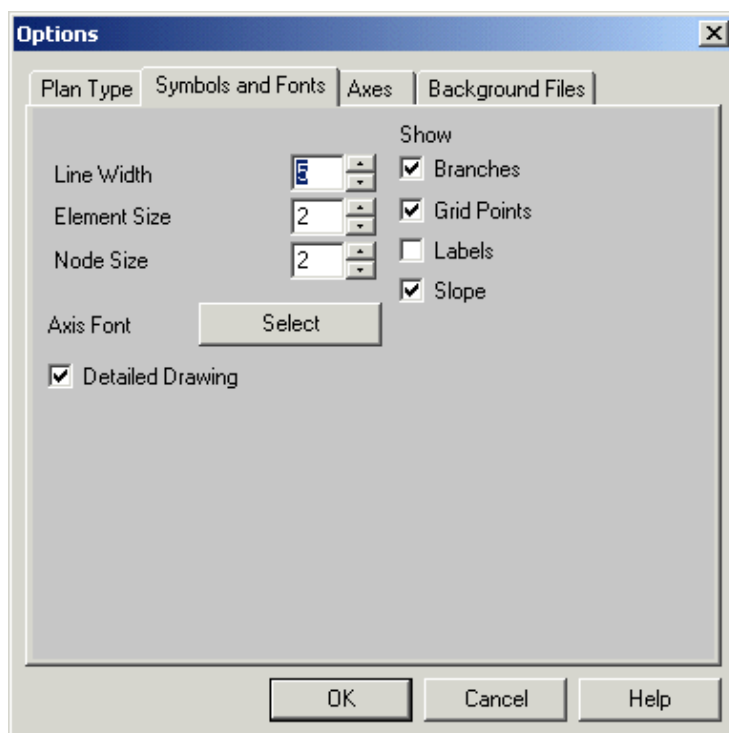 Options
Plan Type Symbols and Fonts Axes Background Files
Show
Line Width 5 Branches
Element Size 2 Grid Points
Node Size 2 Labels
Slope
Axis Font Select
Detailed Drawing
OK Cancel Help